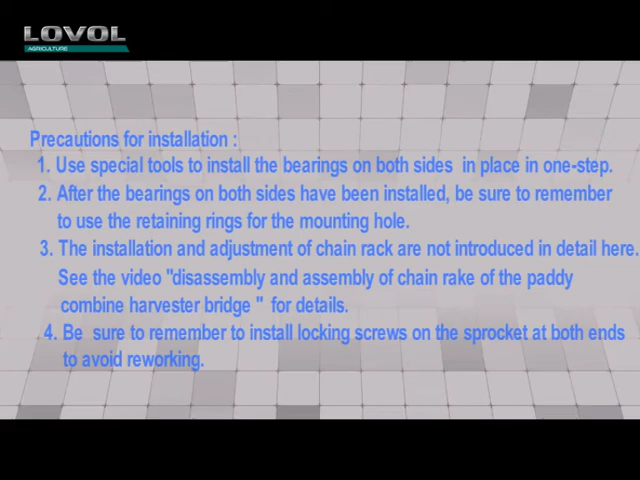 LOVOL
AGRICULTURE
Precautions for installation :
1. Use special tools to install the bearings on both sides in place in one-step.
2. After the bearings on both sides have been installed, be sure to remember
to use the retaining rings for the mounting hole.
3. The installation and adjustment of chain rack are not introduced in detail here.
See the video "disassembly and assembly of chain rake of the paddy
combine harvester bridge " for details.
4. Be sure to remember to install locking screws on the sprocket at both ends
to avoid reworking.